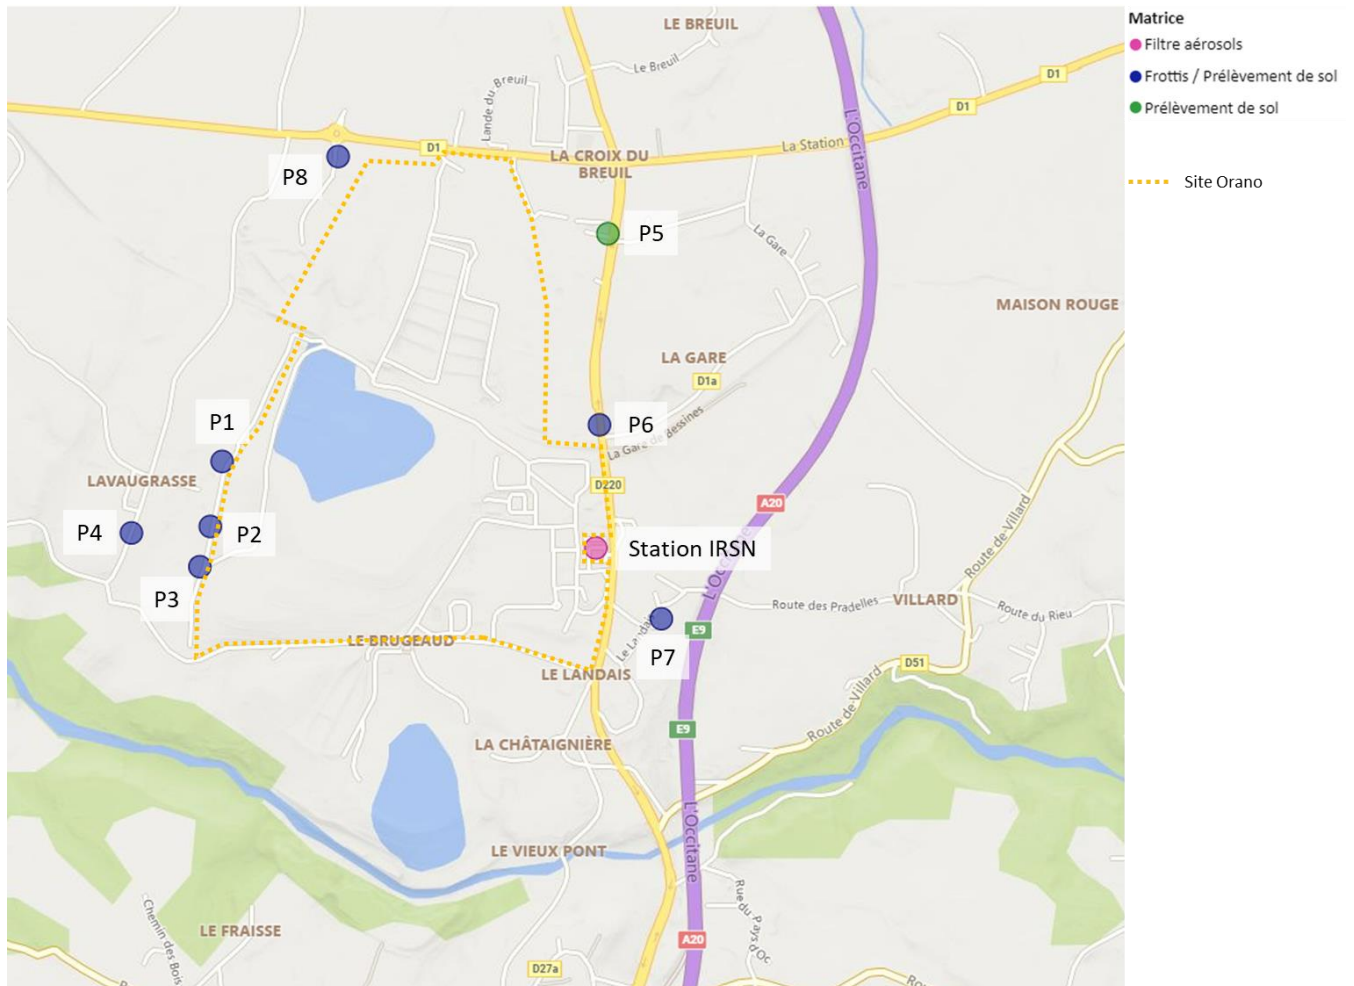 LE BREUIL
Le Breuil
Lande du Breuil
D1
D1
La Station
L'Occitane
D1
LA CROIX DU
BREUIL
P8
P5
La Gare
MAISON ROUGE
LA GARE
D1a
P1
P6
La Gare de Bessines
LAVAUGRASSE
D220
A20
P4
P2
Station IRSN
L'Occitane
Route de Villard
P3
Route des Pradelles
VILLARD
Route du Rieu
LE BRUGEAUD
Le Landais
E9
P7
D51
LE LANDAIS
Route de Villard
E9
LA CHÂTAIGNIÈRE
L'Occitane
LE VIEUX PONT
Rue du Pays d'Oc
Chemin des Bois
LE FRAISSE
A20
D27a
Matrice
Filtre aérosols
Frottis / Prélèvement de sol
Prélèvement de sol
Site Orano